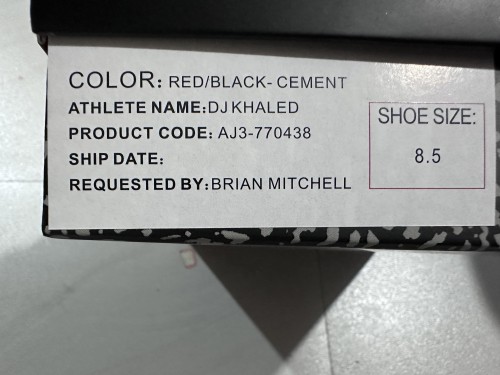 COLOR: RED/BLACK- CEMENT
ATHLETE NAME:DJ KHALED
PRODUCT CODE: AJ3-770438
SHIP DATE:
REQUESTED BY:BRIAN MITCHELL
SHOE SIZE:
8.5